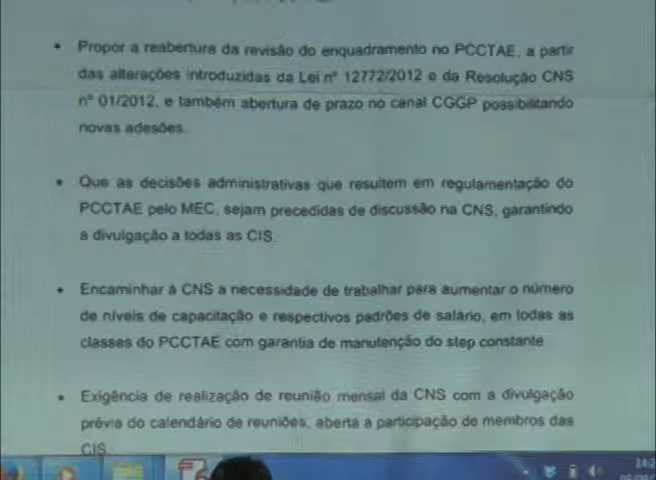 • Propor a reabertura da revisão do enquadramento no PCCTAE, a partir
das alterações introduzidas da Lei nº 12772/2012 e da Resolução CNS
nº 01/2012, e também abertura de prazo no canal CGGP possibilitando
novas adesões.
• Que as decisões administrativas que resultem em regulamentação do
PCCTAE pelo MEC, sejam precedidas de discussão na CNS, garantindo
a divulgação a todas as CIS.
• Encaminhar à CNS a necessidade de trabalhar para aumentar o número
de níveis de capacitação e respectivos padrões de salário, em todas as
classes do PCCTAE com garantia de manutenção do step constante
• Exigência de realização de reunião mensal da CNS com a divulgação
prévia do calendário de reuniões, aberta a participação de membros das
CIS